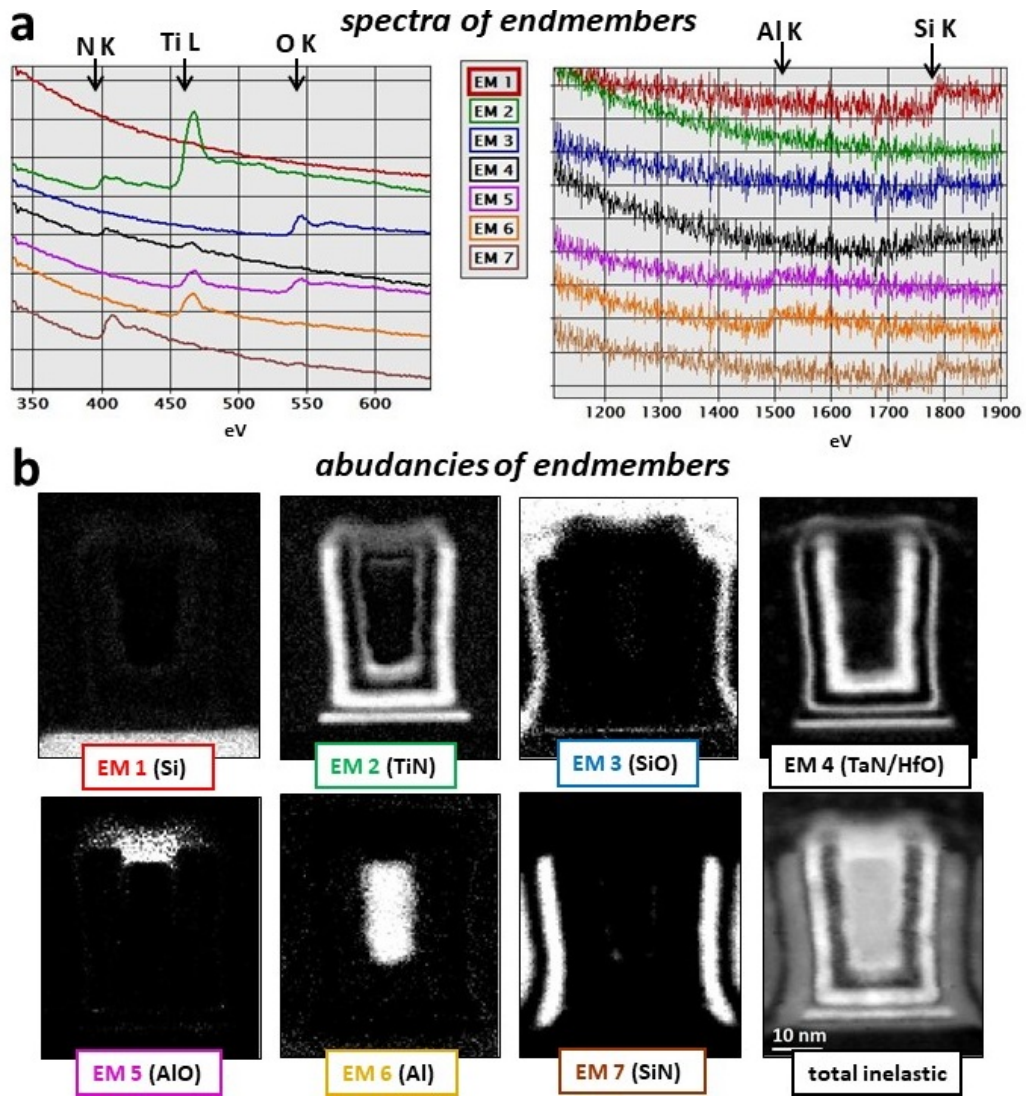 a
spectra of endmembers
N K
Ti L
O K
Al K
Si K
EM 1
EM 2
EM 3
EM 4
EM 5
EM 6
EM 7
350 400 450 500 550 600
eV
1200 1300 1400 1500 1600 1700 1800 1900
eV
b
abudancies of endmembers
EM 1 (Si)
EM 2 (TiN)
EM 3 (SiO)
EM 4 (TaN/HfO)
10 nm
EM 5 (AlO)
EM 6 (Al)
EM 7 (SiN)
total inelastic